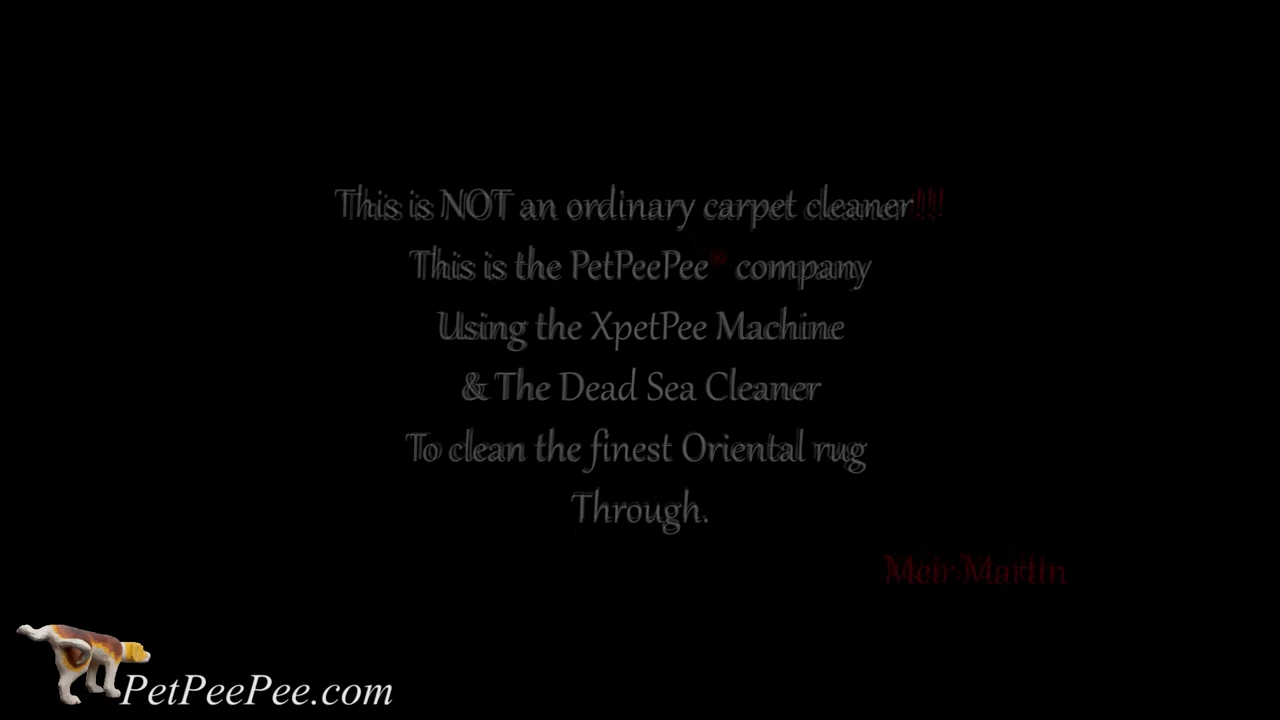 This is NOT an ordinary carpet cleaner!!!
This is the PetPeePee® company
Using the XpetPee Machine
& The Dead Sea Cleaner
To clean the finest Oriental rug
Through.
Meir Martin
PetPeePee.com